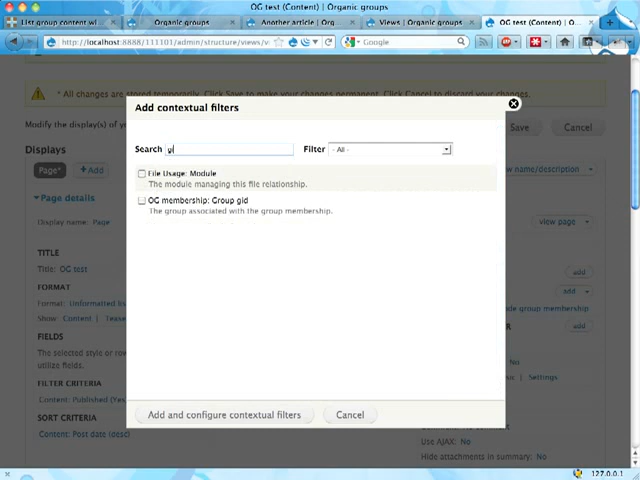 OG test (Content) | Organic groups
List group content wi...
Organic groups
Another article | Org...
Views | Organic groups
OG test (Content) | O...
http://localhost:8888/111101/admin/structure/views/v
Google
* All changes are stored temporarily. Click Save to make your changes permanent. Click Cancel to discard your changes.
Modify the display(s) of yo
Save
Cancel
Displays
Page*
Add
w name/description
Page details
Display name: Page
view page
TITLE
Title: OG test
add
FORMAT
Format: Unformatted lis
add
Show: Content | Tease
de group membership
FIELDS
add
The selected style or row
utilize fields.
No
| Settings
FILTER CRITERIA
Content: Published (Yes
SORT CRITERIA
Content: Post date (desc)
Use AJAX: No
Hide attachments in summary: No
Add contextual filters
Search gi
Filter - All -
File Usage: Module
The module managing this file relationship.
OG membership: Group gid
The group associated with the group membership.
Add and configure contextual filters
Cancel
127.0.0.1